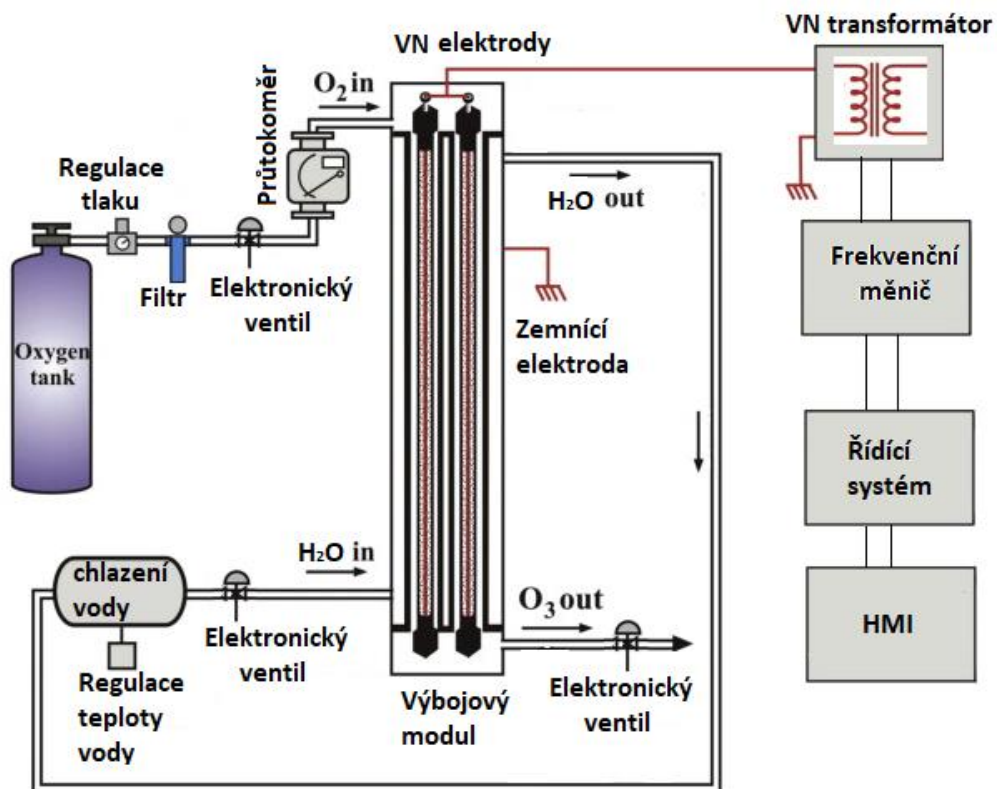 VN elektrody
VN transformátor
O2 in
Průtokoměr
Regulace
tlaku
H2O out
Filtr
Elektronický
ventil
Zemnící
elektroda
Frekvenční
měnič
Oxygen
tank
Řídící
systém
chlazení
vody
H2O in
Elektronický
ventil
O3 out
HMI
Regulace
teploty
vody
Výbojový
modul
Elektronický
ventil